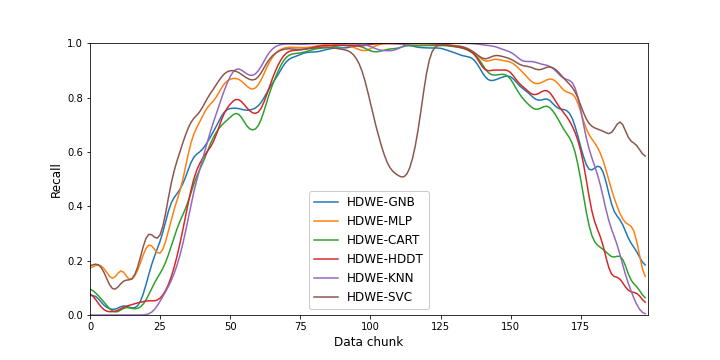 1.0
0.8
0.6
0.4
0.2
0.0
Recall
0 25 50 75 100 125 150 175
Data chunk
HDWE-GNB
HDWE-MLP
HDWE-CART
HDWE-HDDT
HDWE-KNN
HDWE-SVC